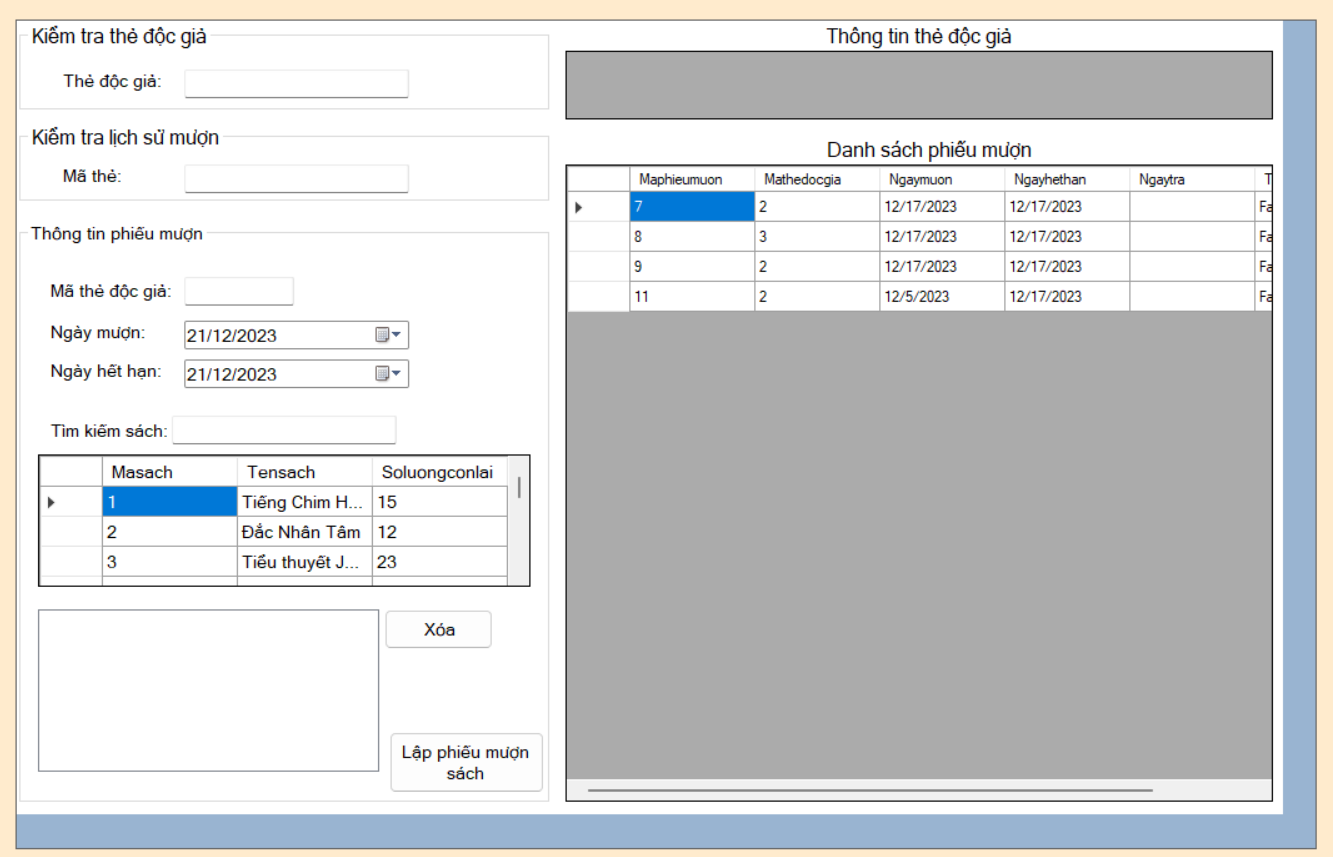 Kiểm tra thẻ độc giả
Thẻ độc giả:
Kiểm tra lịch sử mượn
Mã thẻ:
Thông tin phiếu mượn
Mã thẻ độc giả:
Ngày mượn: 21/12/2023
Ngày hết hạn: 21/12/2023
Tìm kiếm sách:
Masach Tensach Soluongconlai
1 Tiếng Chim H... 15
2 Đắc Nhân Tâm 12
3 Tiểu thuyết J... 23
Xóa
Lập phiếu mượn
sách
Thông tin thẻ độc giả
Danh sách phiếu mượn
Maphieumuon Mathedocgia Ngaymuon Ngayhethan Ngaytra T
7 2 12/17/2023 12/17/2023 Fa
8 3 12/17/2023 12/17/2023 Fa
9 2 12/17/2023 12/17/2023 Fa
11 2 12/5/2023 12/17/2023 Fa